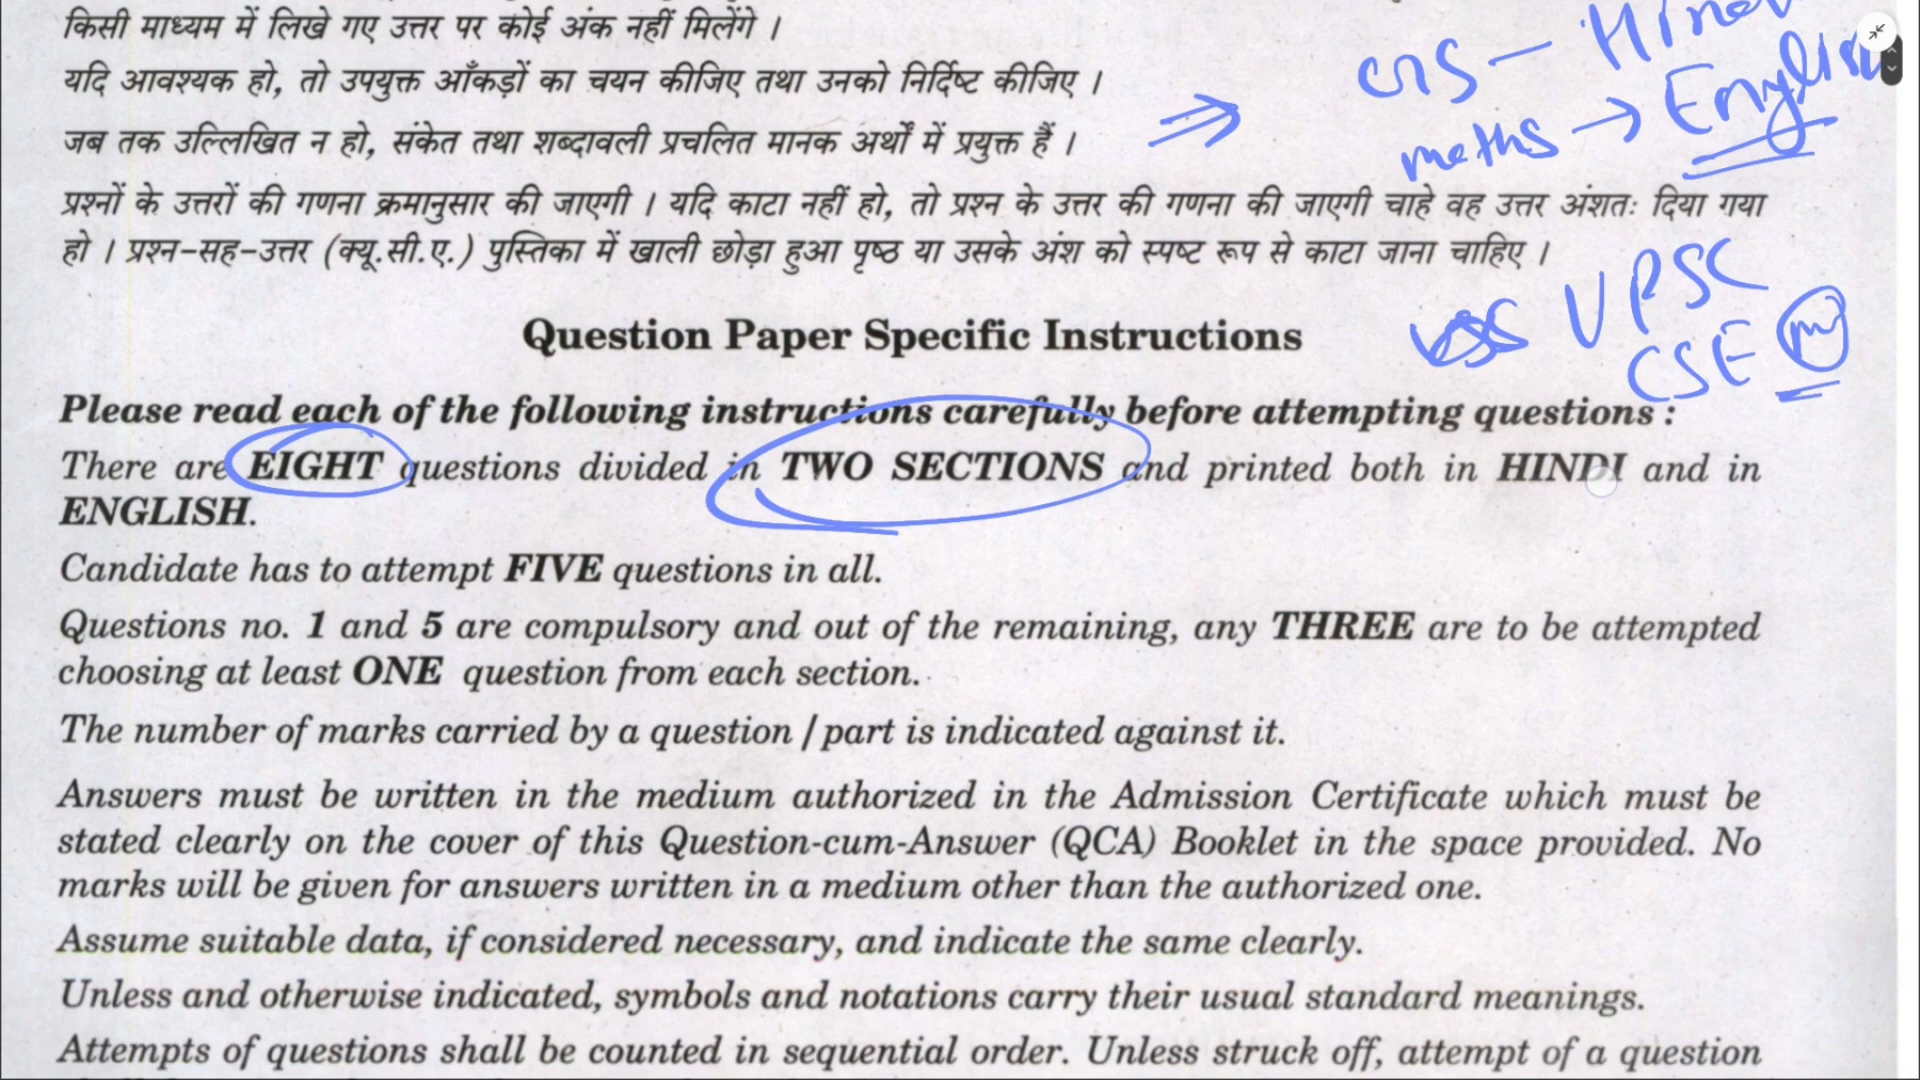 किसी माध्यम में लिखे गए उत्तर पर कोई अंक नहीं मिलेंगे ।
यदि आवश्यक हो, तो उपयुक्त आँकड़ों का चयन कीजिए तथा उनको निर्दिष्ट कीजिए ।
जब तक उल्लिखित न हो, संकेत तथा शब्दावली प्रचलित मानक अर्थों में प्रयुक्त हैं ।
GS – Hindi
maths → English
प्रश्नों के उत्तरों की गणना क्रमानुसार की जाएगी । यदि काटा नहीं हो, तो प्रश्न के उत्तर की गणना की जाएगी चाहे वह उत्तर अंशतः दिया गया
हो । प्रश्न-सह-उत्तर (क्यू.सी.ए.) पुस्तिका में खाली छोड़ा हुआ पृष्ठ या उसके अंश को स्पष्ट रूप से काटा जाना चाहिए ।
UPSC
CSE
Question Paper Specific Instructions
Please read each of the following instructions carefully before attempting questions :
There are EIGHT questions divided in TWO SECTIONS and printed both in HINDI and in
ENGLISH.
Candidate has to attempt FIVE questions in all.
Questions no. 1 and 5 are compulsory and out of the remaining, any THREE are to be attempted
choosing at least ONE question from each section.
The number of marks carried by a question / part is indicated against it.
Answers must be written in the medium authorized in the Admission Certificate which must be
stated clearly on the cover of this Question-cum-Answer (QCA) Booklet in the space provided. No
marks will be given for answers written in a medium other than the authorized one.
Assume suitable data, if considered necessary, and indicate the same clearly.
Unless and otherwise indicated, symbols and notations carry their usual standard meanings.
Attempts of questions shall be counted in sequential order. Unless struck off, attempt of a question